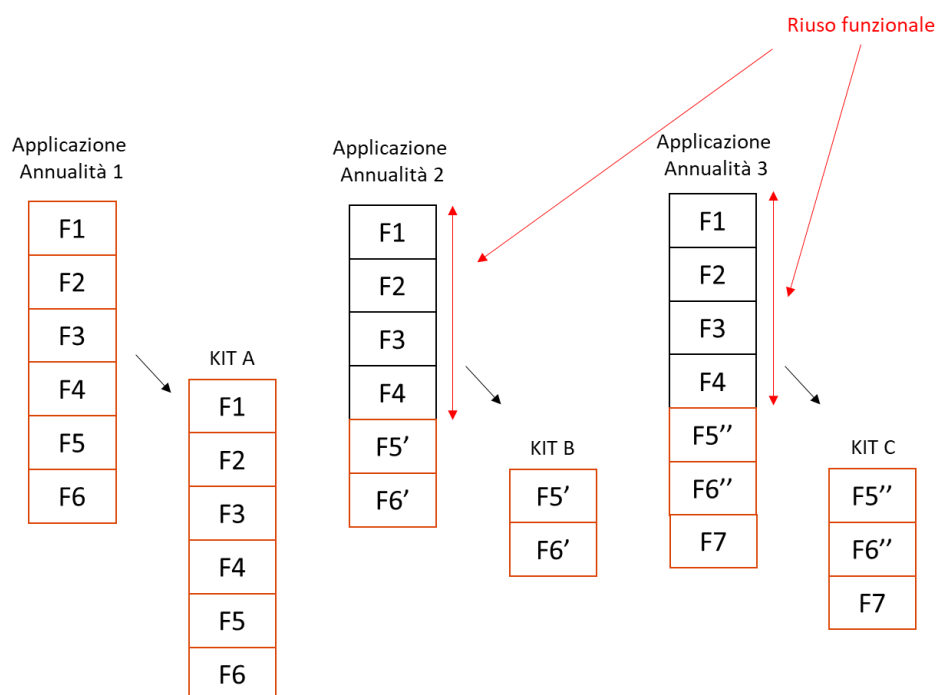 Riuso funzionale
Applicazione
Annualità 1
F1
F2
F3
F4
F5
F6
KIT A
F1
F2
F3
F4
F5
F6
Applicazione
Annualità 2
F1
F2
F3
F4
F5’
F6’
KIT B
F5’
F6’
Applicazione
Annualità 3
F1
F2
F3
F4
F5’’
F6’’
F7
KIT C
F5’’
F6’’
F7